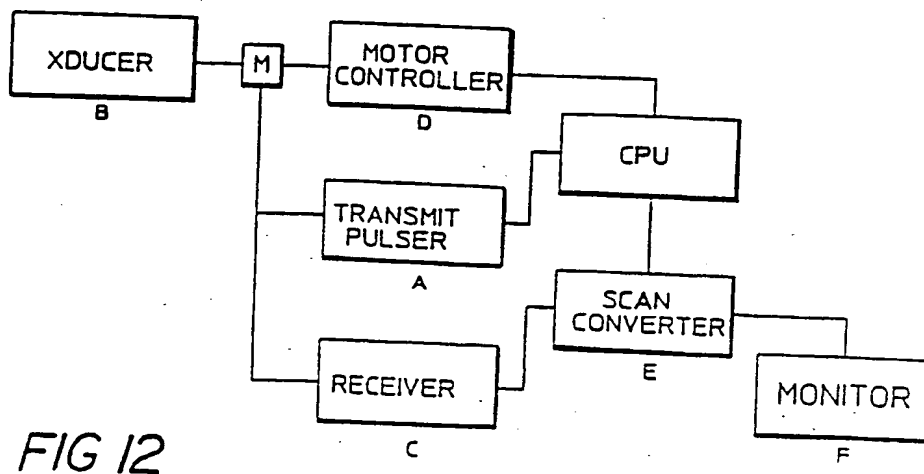 XDUCER
B
M
MOTOR
CONTROLLER
D
CPU
TRANSMIT
PULSER
A
SCAN
CONVERTER
E
RECEIVER
C
MONITOR
F
FIG 12